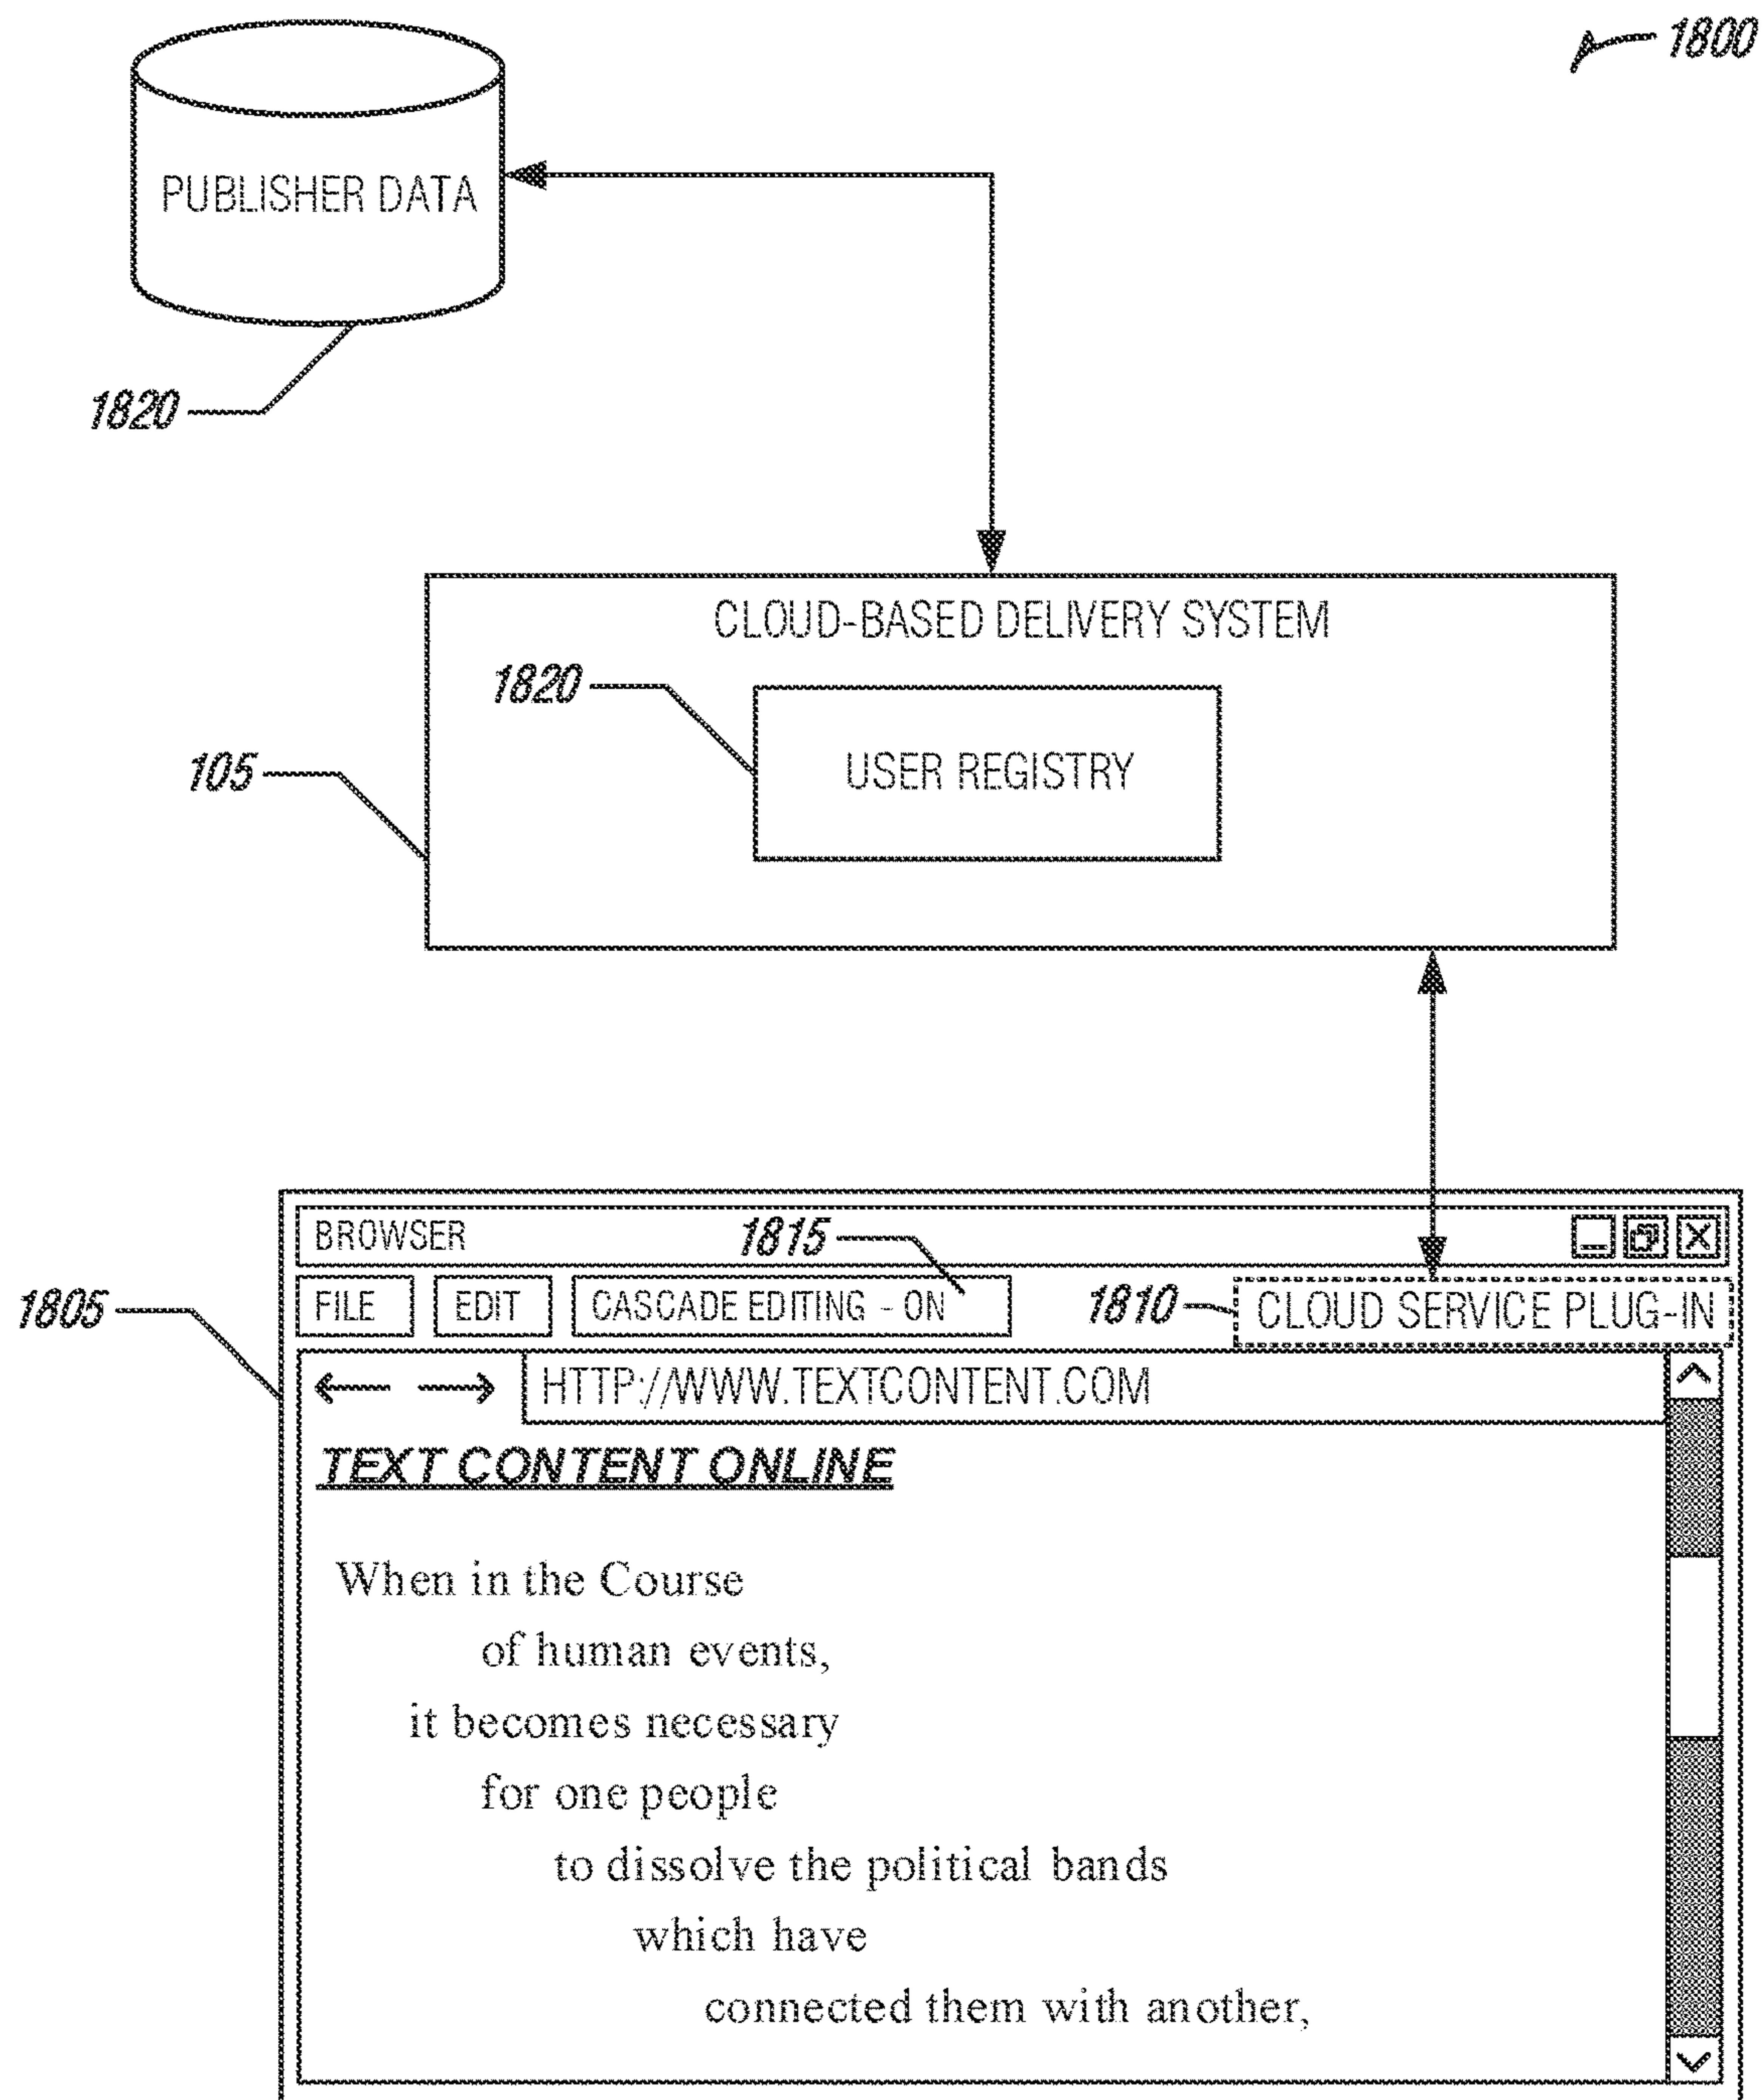 1800
PUBLISHER DATA
1820
CLOUD-BASED DELIVERY SYSTEM
1820
USER REGISTRY
105
BROWSER
1815
1805
FILE
EDIT
CASCADE EDITING - ON
1810
CLOUD SERVICE PLUG-IN
HTTP://WWW.TEXTCONTENT.COM
TEXT CONTENT ONLINE
When in the Course
of human events,
it becomes necessary
for one people
to dissolve the political bands
which have
connected them with another,